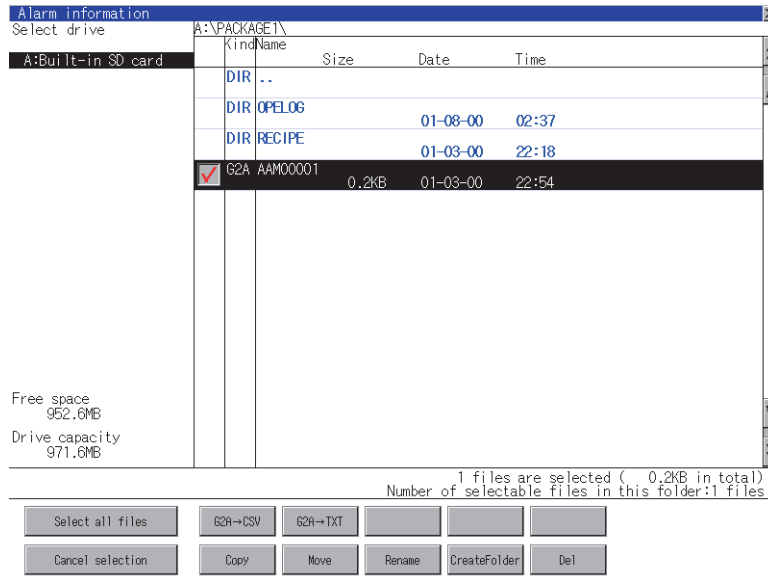 Alarm information
Select drive
A:\PACKAGE1\
Kind Name
Size Date Time
A:Built-in SD card
DIR ..
DIR OPELOG
01-08-00 02:37
DIR RECIPE
01-03-00 22:18
G2A AAM00001
0.2KB 01-03-00 22:54
Free space
952.6MB
Drive capacity
971.6MB
1 files are selected ( 0.2KB in total)
Number of selectable files in this folder:1 files
Select all files G2A→CSV G2A→TXT
Cancel selection Copy Move Rename CreateFolder Del